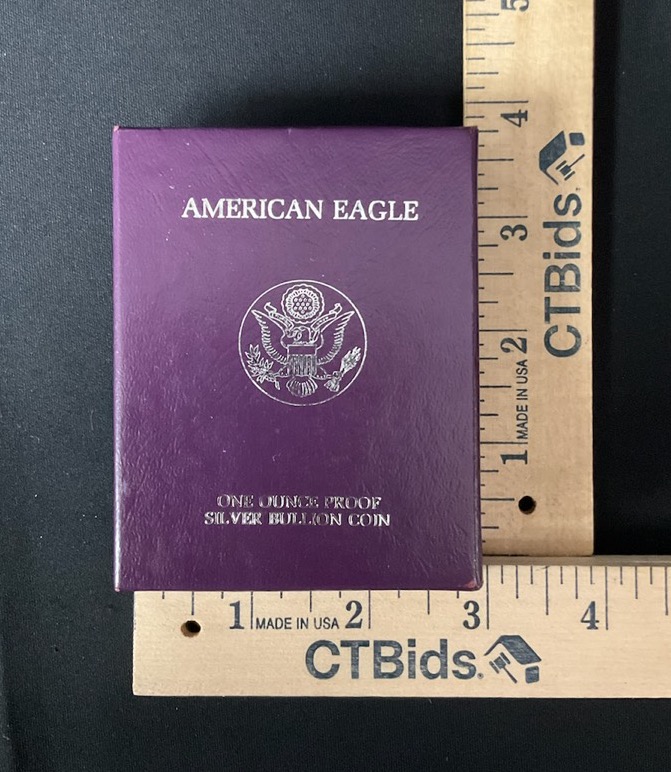 AMERICAN EAGLE
ONE OUNCE PROOF
SILVER BULLION COIN
5
4
3
2
1
MADE IN USA
CTBids.
1 MADE IN USA 2 3 4
CTBids.